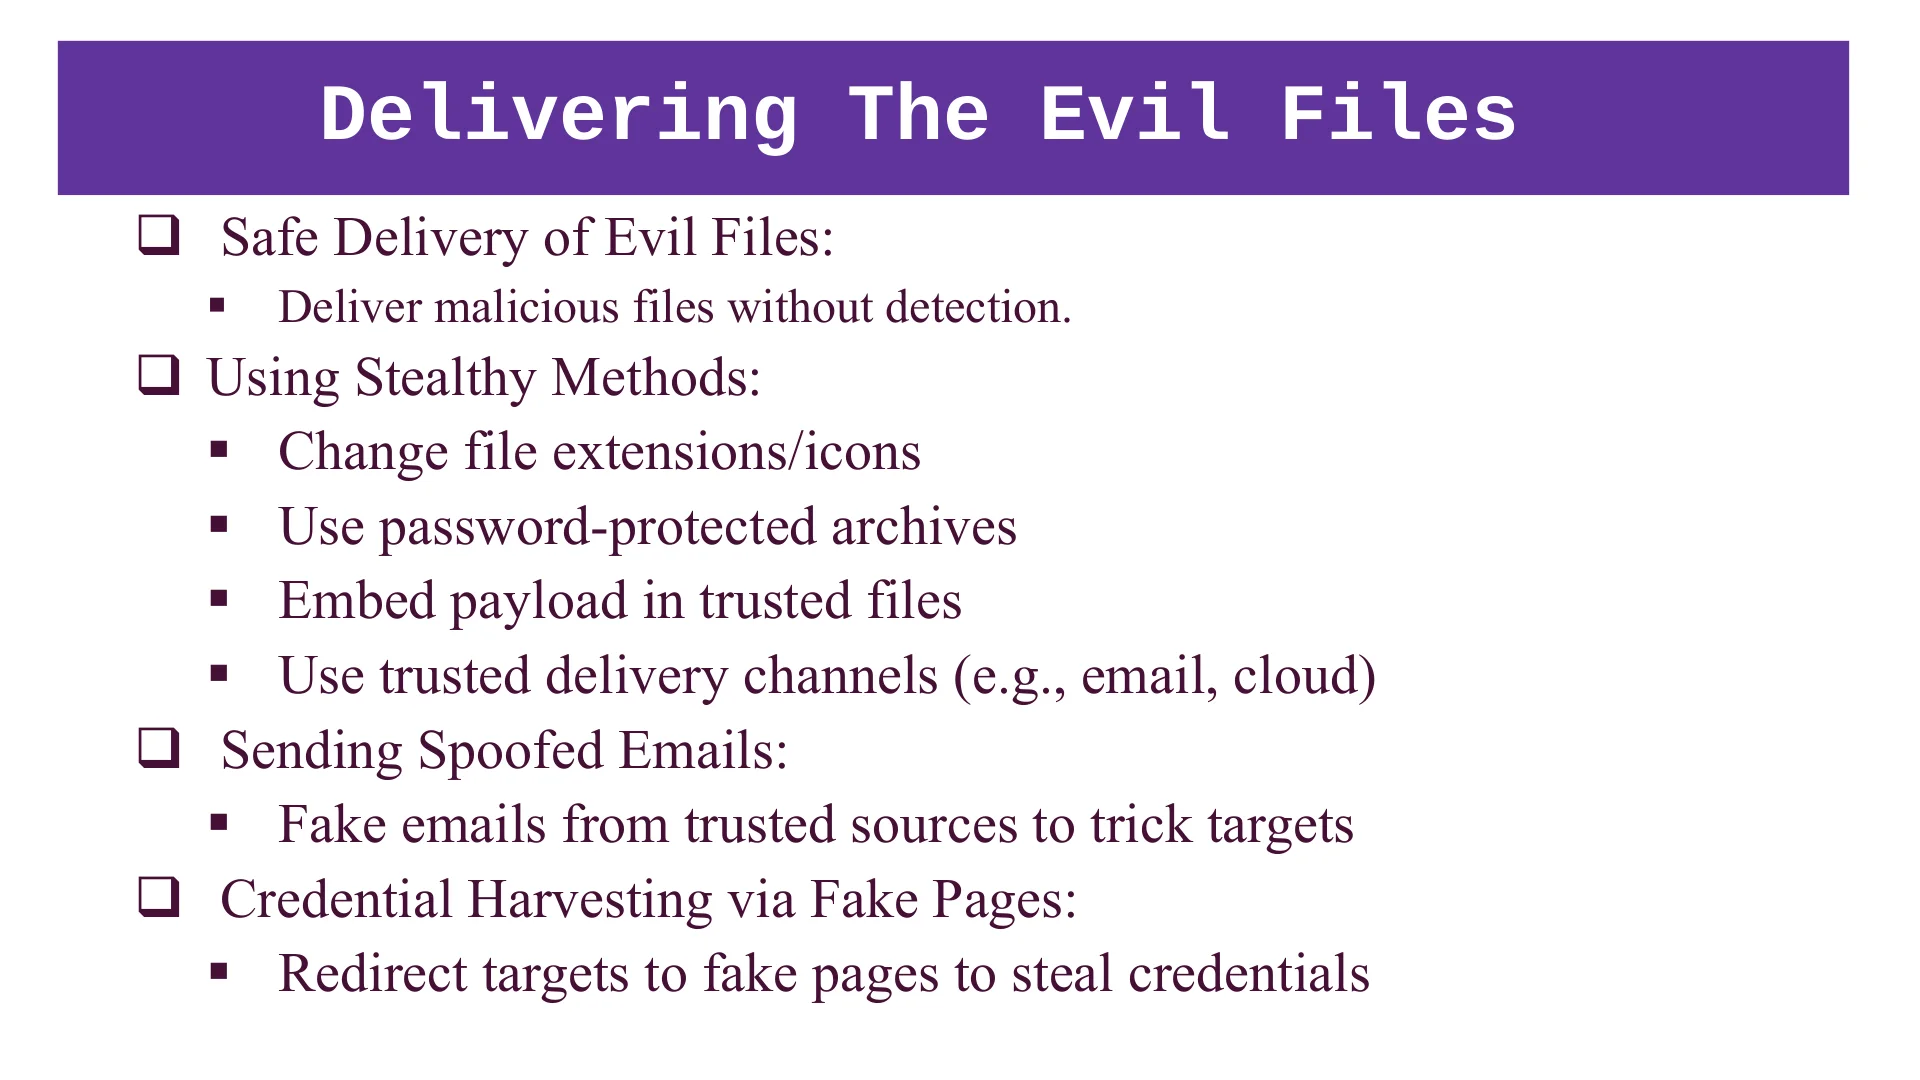 Delivering The Evil Files
❑ Safe Delivery of Evil Files:
▪ Deliver malicious files without detection.
❑ Using Stealthy Methods:
▪ Change file extensions/icons
▪ Use password-protected archives
▪ Embed payload in trusted files
▪ Use trusted delivery channels (e.g., email, cloud)
❑ Sending Spoofed Emails:
▪ Fake emails from trusted sources to trick targets
❑ Credential Harvesting via Fake Pages:
▪ Redirect targets to fake pages to steal credentials